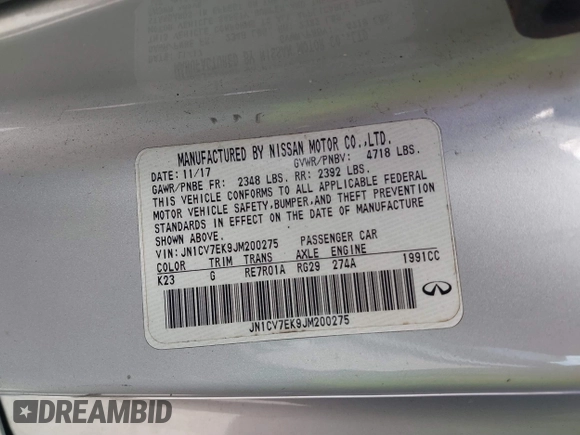 MANUFACTURED BY NISSAN MOTOR CO.,LTD.
DATE: 11/17 GVWR/PNBV: 4718 LBS.
GAWR/PNBE FR: 2348 LBS. RR: 2392 LBS.
THIS VEHICLE CONFORMS TO ALL APPLICABLE FEDERAL
MOTOR VEHICLE SAFETY,BUMPER,AND THEFT PREVENTION
STANDARDS IN EFFECT ON THE DATE OF MANUFACTURE
SHOWN ABOVE.
VIN: JN1CV7EK9JM200275 PASSENGER CAR
COLOR TRIM TRANS AXLE ENGINE
K23 G RE7R01A RG29 274A 1991CC
JN1CV7EK9JM200275
DREAMBID